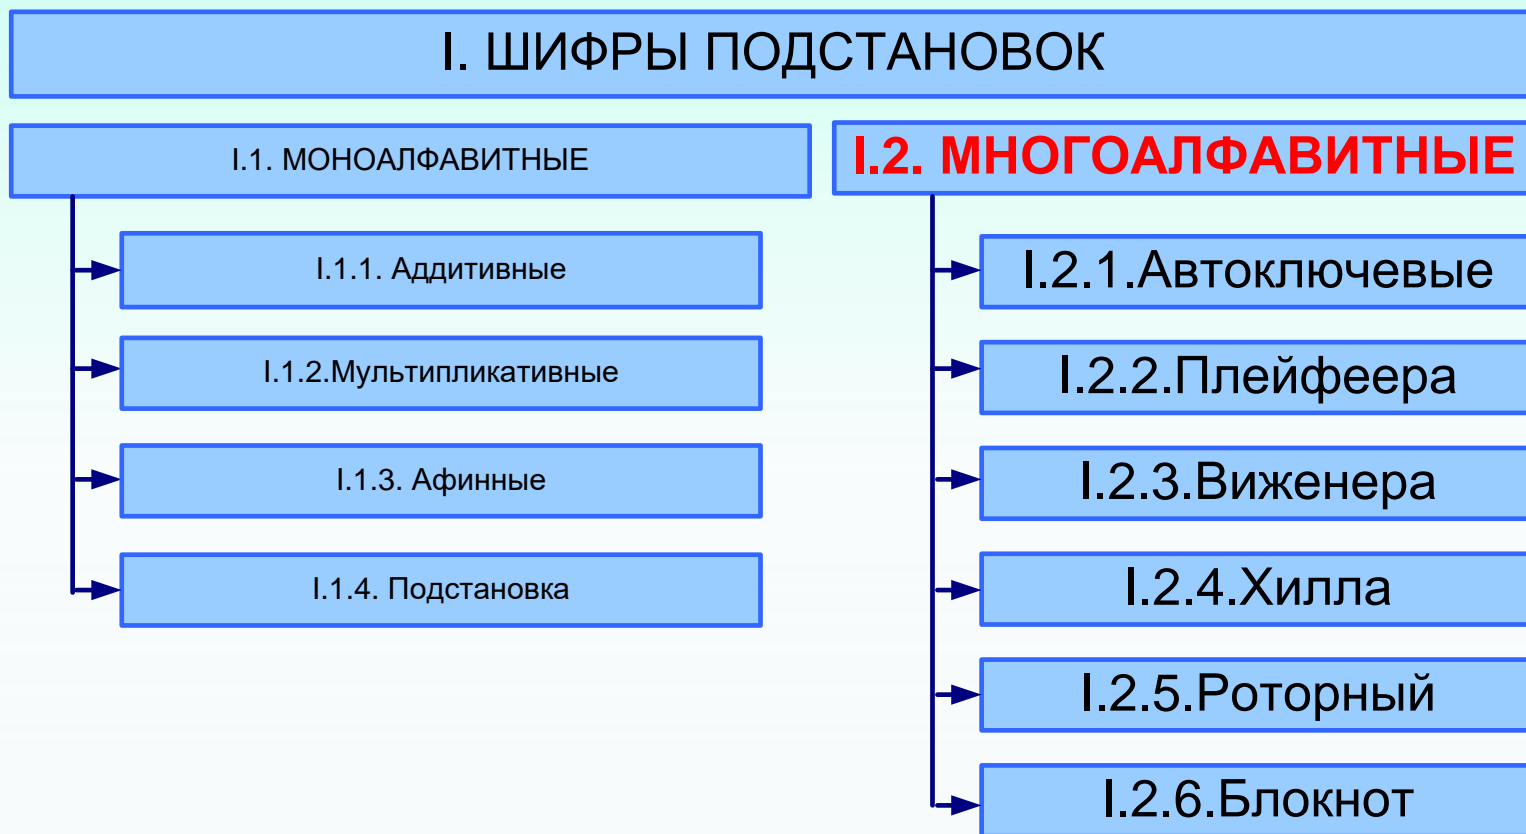 I. ШИФРЫ ПОДСТАНОВОК
I.1. МОНОАЛФАВИТНЫЕ
I.1.1. Аддитивные
I.1.2.Мультипликативные
I.1.3. Афинные
I.1.4. Подстановка
I.2. МНОГОАЛФАВИТНЫЕ
I.2.1.Автоключевые
I.2.2.Плейфеера
I.2.3.Виженера
I.2.4.Хилла
I.2.5.Роторный
I.2.6.Блокнот